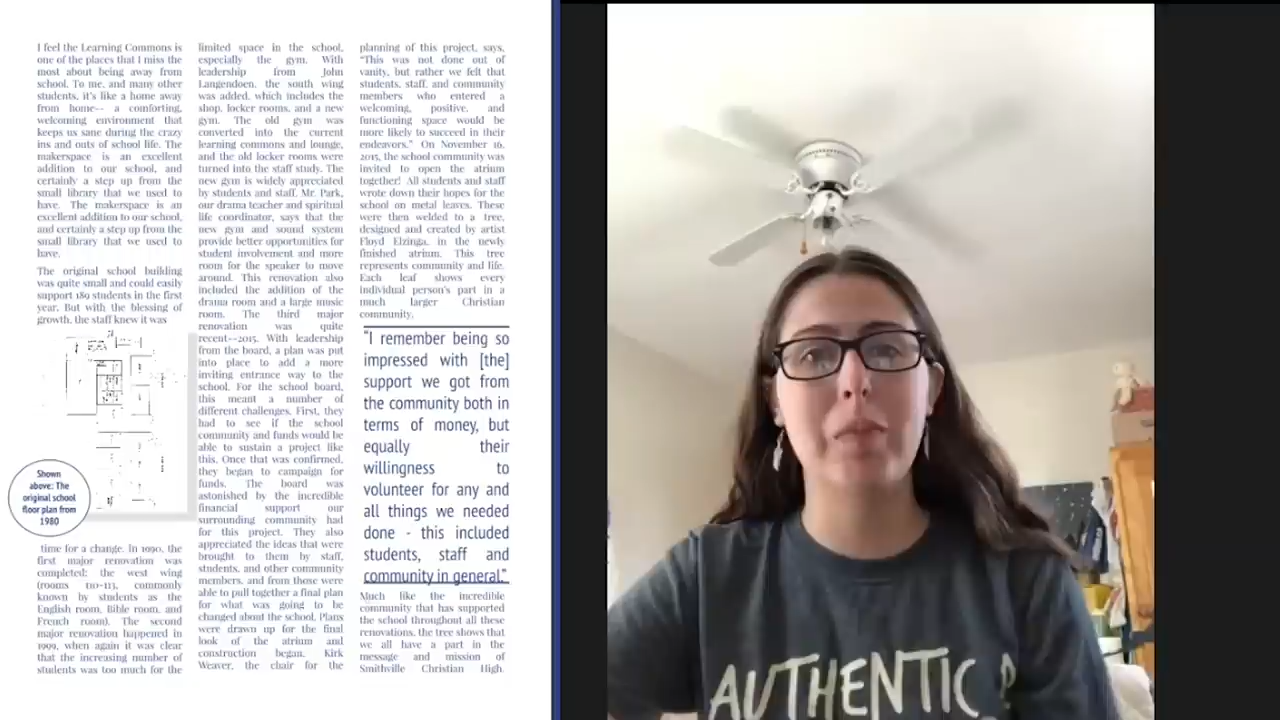 I feel the Learning Commons is
one of the places that I miss the
most about being away from
school. To me, and many other
students, it's like a home away
from home-- a comforting,
welcoming environment that
keeps us sane during the crazy
ins and outs of school life. The
makerspace is an excellent
addition to our school, and
certainly a step up from the
small library that we used to
have. The makerspace is an
excellent addition to our school,
and certainly a step up from the
small library that we used to
have.
The original school building
was quite small and could easily
support 189 students in the first
year. But with the blessing of
growth, the staff knew it was
Shown
above: The
original school
floor plan from
1980
time for a change. In 1990, the
first major renovation was
completed: the west wing
(rooms 110-113, commonly
known by students as the
English room, Bible room, and
French room). The second
major renovation happened in
1999, when again it was clear
that the increasing number of
students was too much for the
limited space in the school,
especially the gym. With
leadership from John
Langendoen, the south wing
was added, which includes the
shop, locker rooms, and a new
gym. The old gym was
converted into the current
learning commons and lounge,
and the old locker rooms were
turned into the staff study. The
new gym is widely appreciated
by students and staff. Mr. Park,
our drama teacher and spiritual
life coordinator, says that the
new gym and sound system
provide better opportunities for
student involvement and more
room for the speaker to move
around. This renovation also
included the addition of the
drama room and a large music
room. The third major
renovation was quite
recent--2015. With leadership
from the board, a plan was put
into place to add a more
inviting entrance way to the
school. For the school board,
this meant a number of
different challenges. First, they
had to see if the school
community and funds would be
able to sustain a project like
this. Once that was confirmed,
they began to campaign for
funds. The board was
astonished by the incredible
financial support our
surrounding community had
for this project. They also
appreciated the ideas that were
brought to them by staff,
students, and other community
members, and from those were
able to pull together a final plan
for what was going to be
changed about the school. Plans
were drawn up for the final
look of the atrium and
construction began. Kirk
Weaver, the chair for the
planning of this project, says,
"This was not done out of
vanity, but rather we felt that
students, staff, and community
members who entered a
welcoming, positive, and
functioning space would be
more likely to succeed in their
endeavors." On November 16,
2015, the school community was
invited to open the atrium
together! All students and staff
wrote down their hopes for the
school on metal leaves. These
were then welded to a tree,
designed and created by artist
Floyd Elzinga, in the newly
finished atrium. This tree
represents community and life.
Each leaf shows every
individual person's part in a
much larger Christian
community.
"I remember being so
impressed with [the]
support we got from
the community both in
terms of money, but
equally their
willingness to
volunteer for any and
all things we needed
done - this included
students, staff and
community in general."
Much like the incredible
community that has supported
the school throughout all these
renovations, the tree shows that
we all have a part in the
message and mission of
Smithville Christian High.
AUTHENTIC